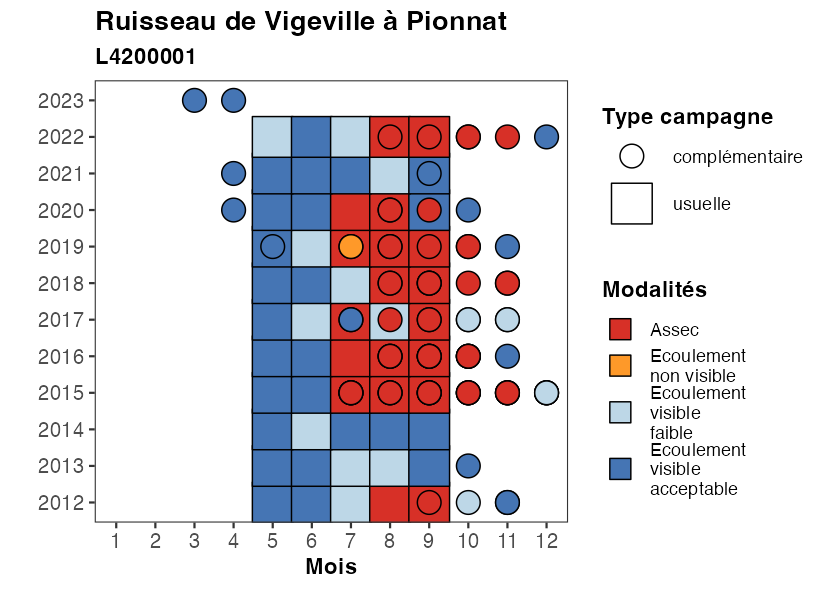 Ruisseau de Vigeville à Pionnat
L4200001
2023
2022
2021
2020
2019
2018
2017
2016
2015
2014
2013
2012
1 2 3 4 5 6 7 8 9 10 11 12
Mois
Type campagne
complémentaire
usuelle
Modalités
Assec
Ecoulement
non visible
Ecoulement
visible
faible
Ecoulement
visible
acceptable